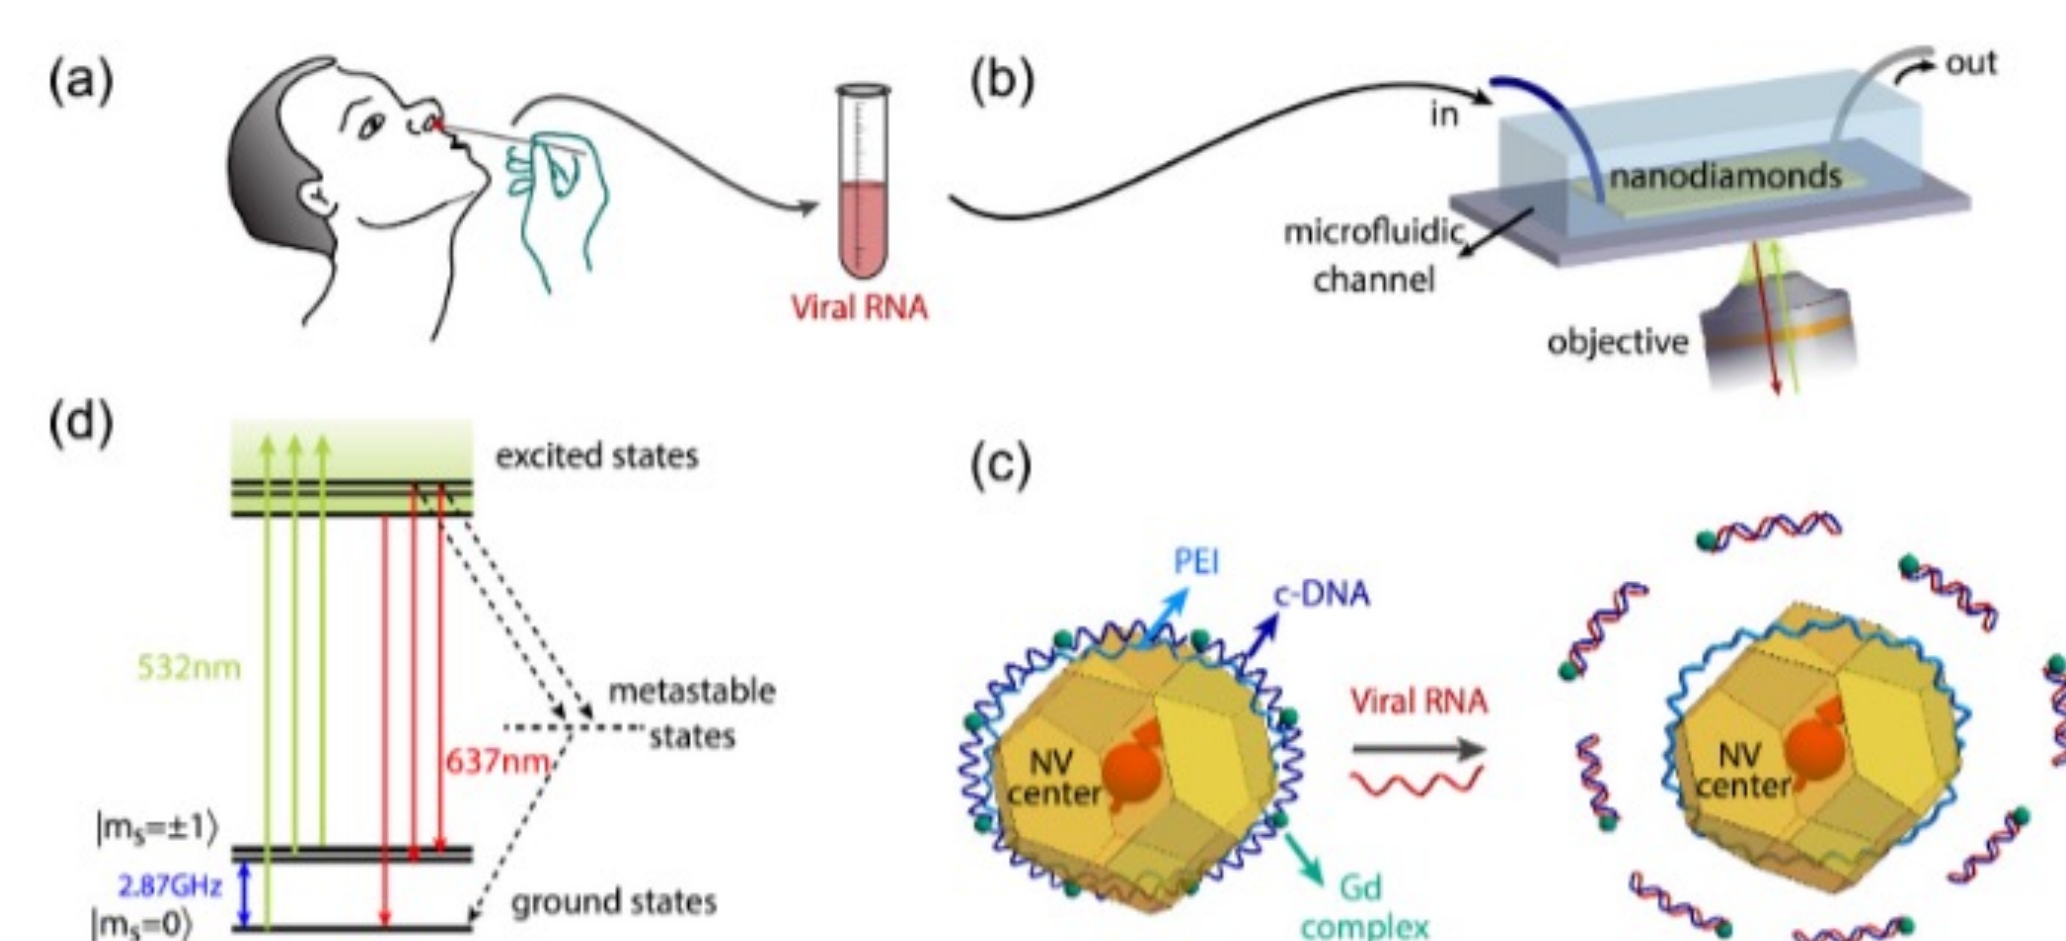 (a)
Viral RNA
(b)
in
out
nanodiamonds
microfluidic
channel
objective
(d)
excited states
532nm
metastable
states
637nm
|mₛ=±1⟩
2.87GHz
|mₛ=0⟩
ground states
(c)
PEI
c-DNA
NV
center
Viral RNA
Gd
complex
NV
center